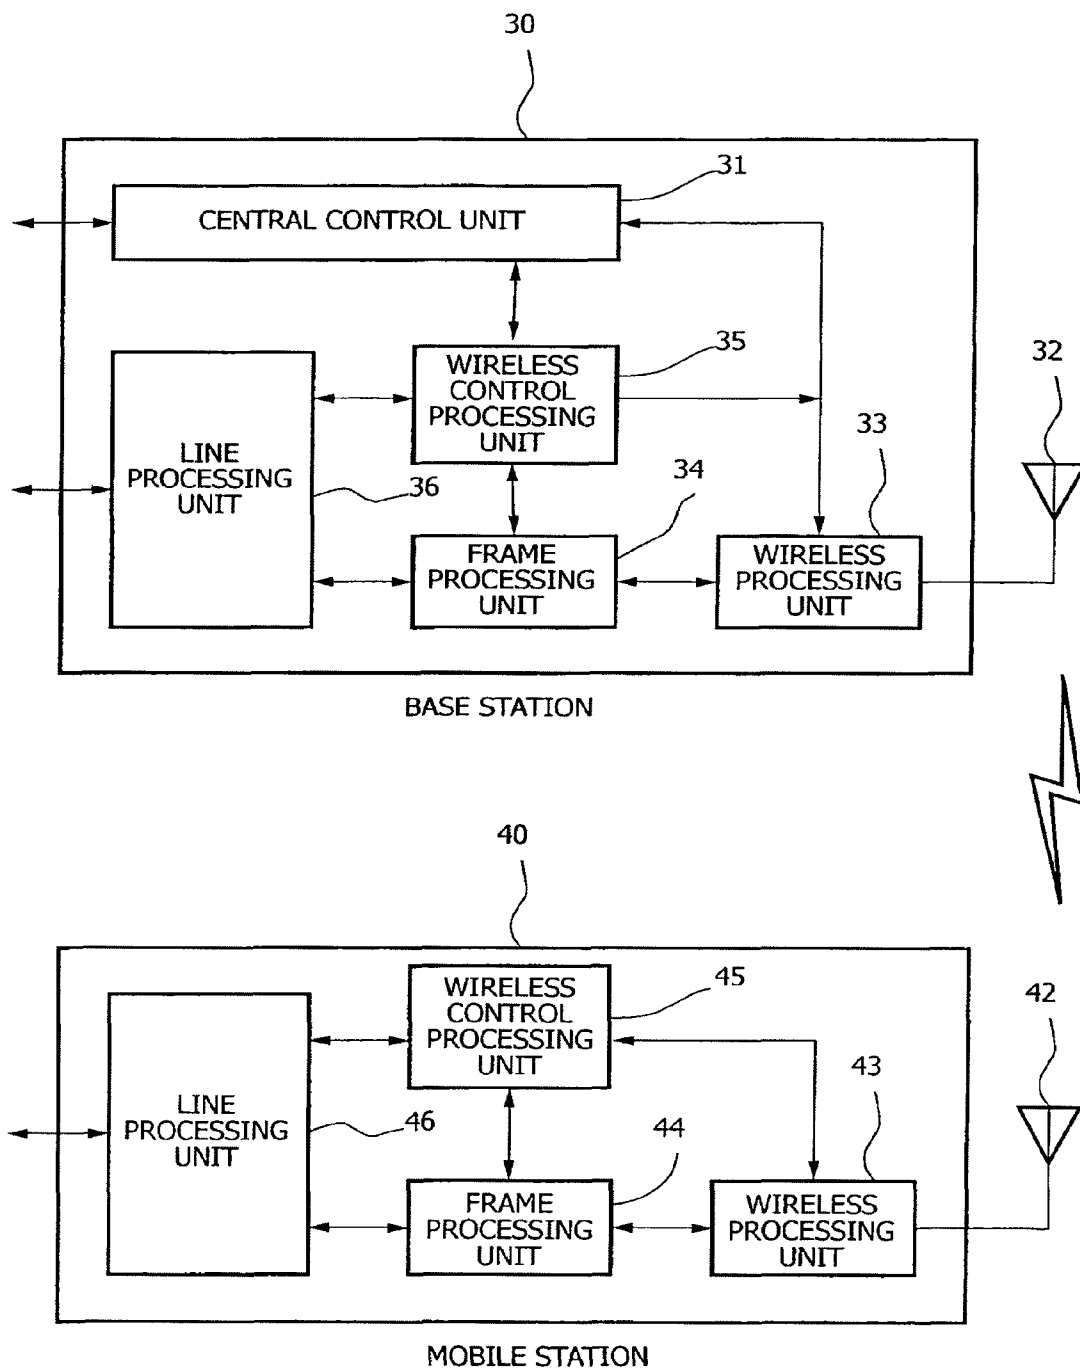 30
31
CENTRAL CONTROL UNIT
35
32
WIRELESS
CONTROL
PROCESSING
UNIT
33
LINE
PROCESSING
UNIT
36
34
FRAME
PROCESSING
UNIT
WIRELESS
PROCESSING
UNIT
BASE STATION
40
45
42
WIRELESS
CONTROL
PROCESSING
UNIT
43
LINE
PROCESSING
UNIT
46
44
FRAME
PROCESSING
UNIT
WIRELESS
PROCESSING
UNIT
MOBILE STATION